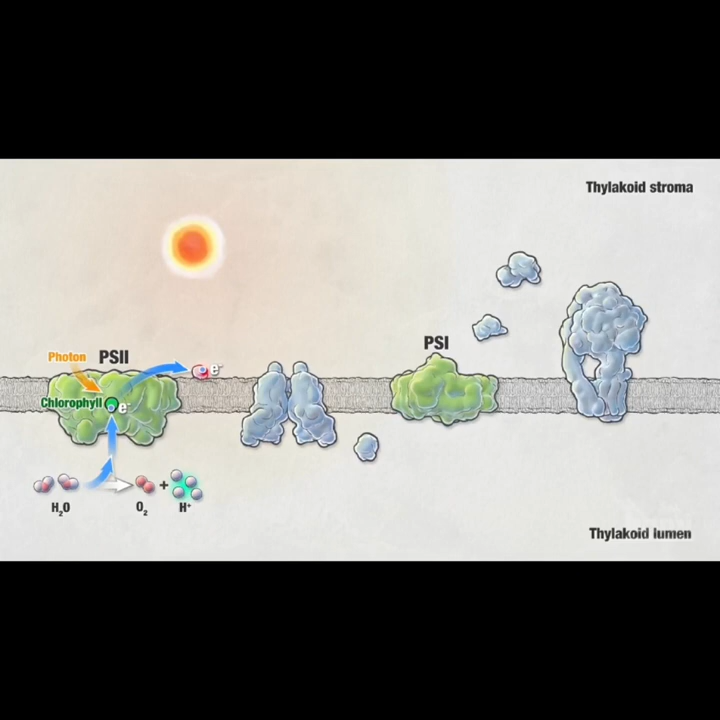 Thylakoid stroma
Photon
PSII
PSI
e⁻
Chlorophyll
e⁻
H₂O
O₂
+
H⁺
Thylakoid lumen